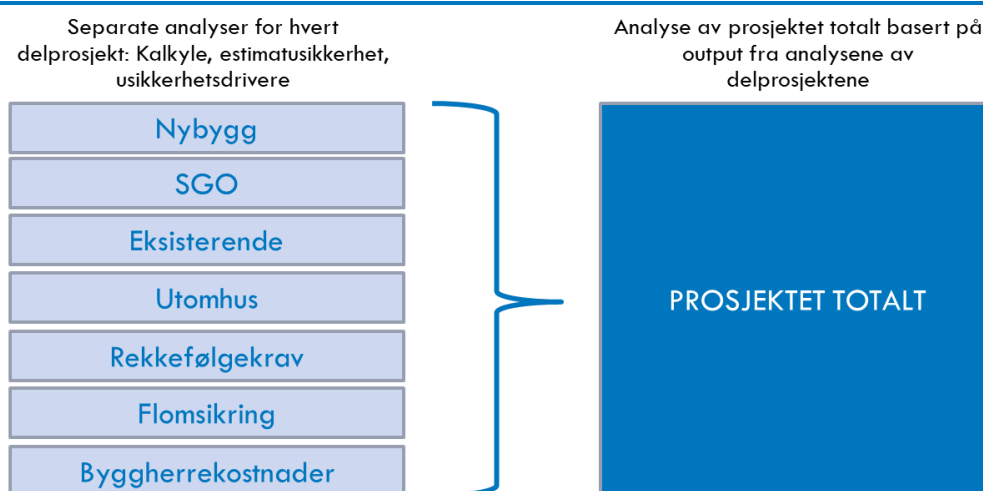 Separate analyser for hvert
delprosjekt: Kalkyle, estimatusikkerhet,
usikkerhetsdrivere
Nybygg
SGO
Eksisterende
Utomhus
Rekkefølgekrav
Flomsikring
Byggherrekostnader
Analyse av prosjektet totalt basert på
output fra analysene av
delprosjektene
PROSJEKTET TOTALT